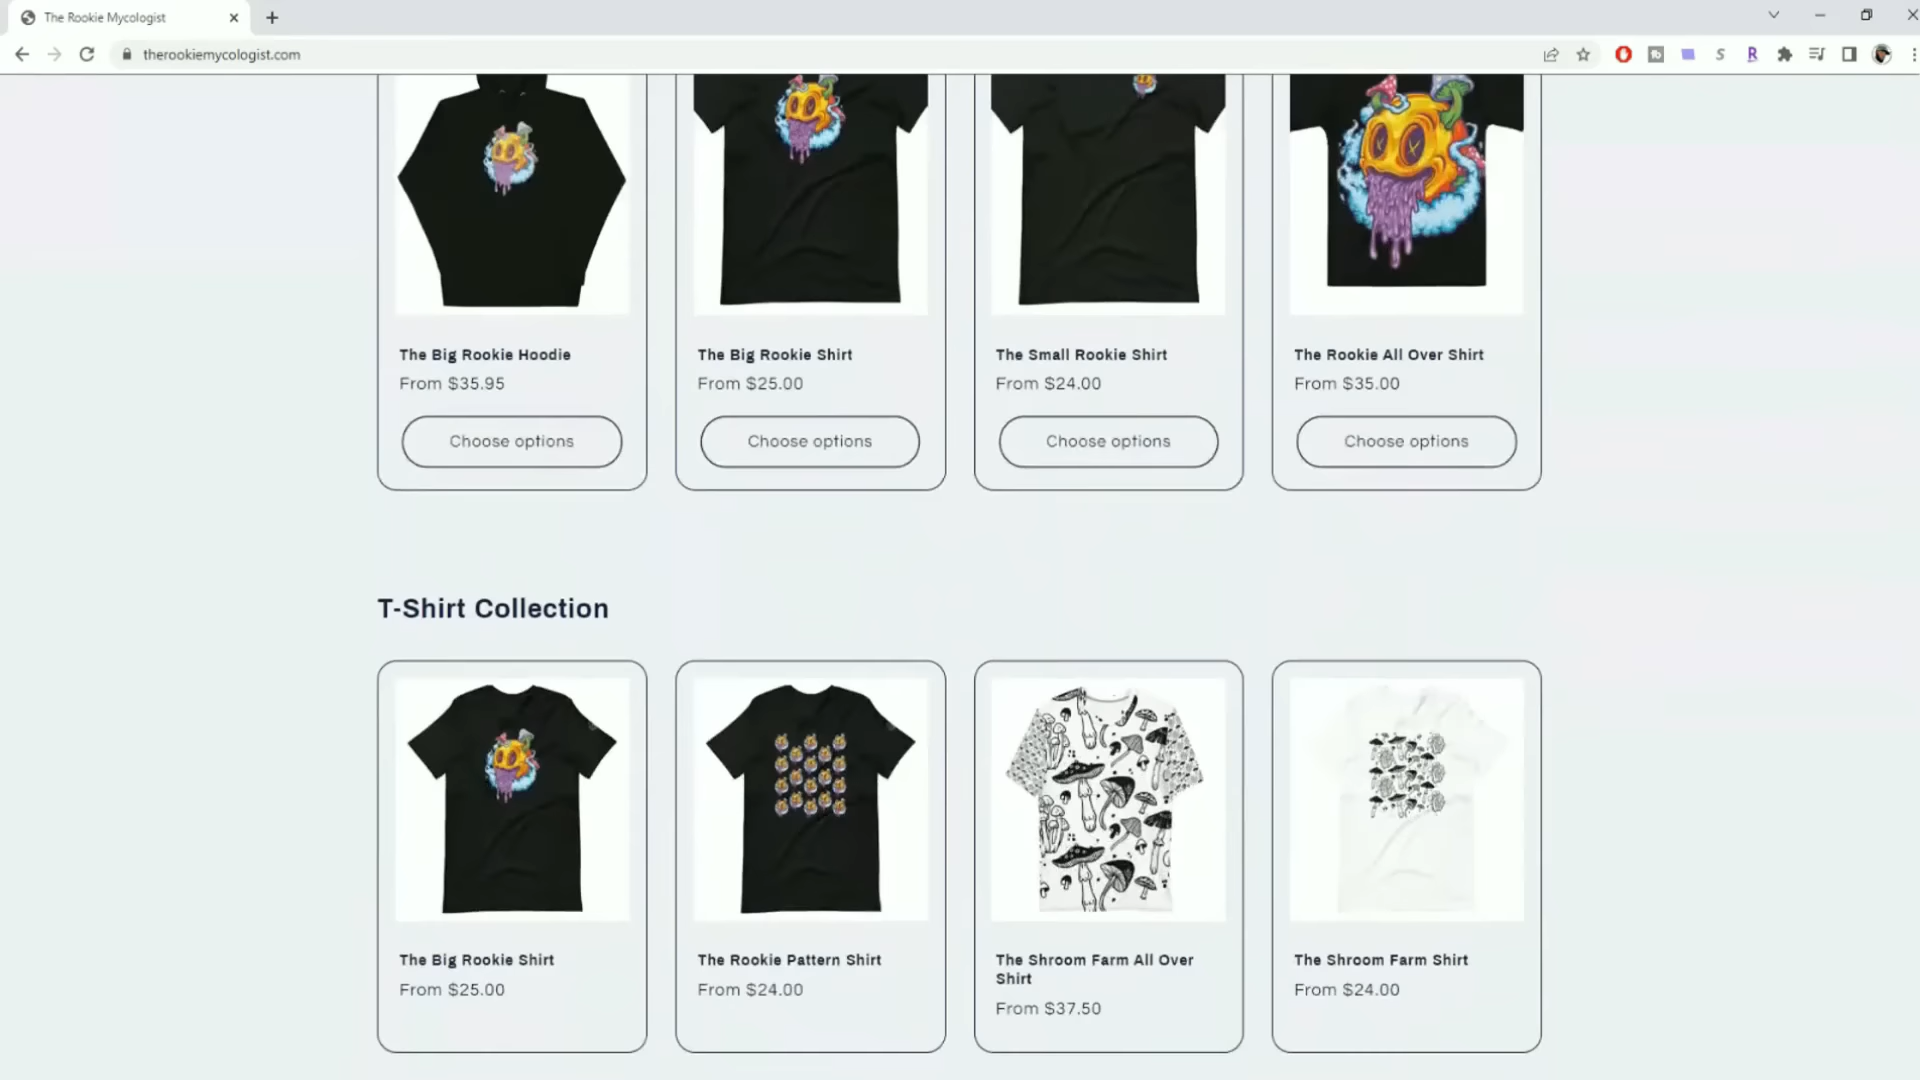 The Rookie Mycologist
therookiemycologist.com
The Big Rookie Hoodie
From $35.95
Choose options
The Big Rookie Shirt
From $25.00
Choose options
The Small Rookie Shirt
From $24.00
Choose options
The Rookie All Over Shirt
From $35.00
Choose options
T-Shirt Collection
The Big Rookie Shirt
From $25.00
The Rookie Pattern Shirt
From $24.00
The Shroom Farm All Over
Shirt
From $37.50
The Shroom Farm Shirt
From $24.00